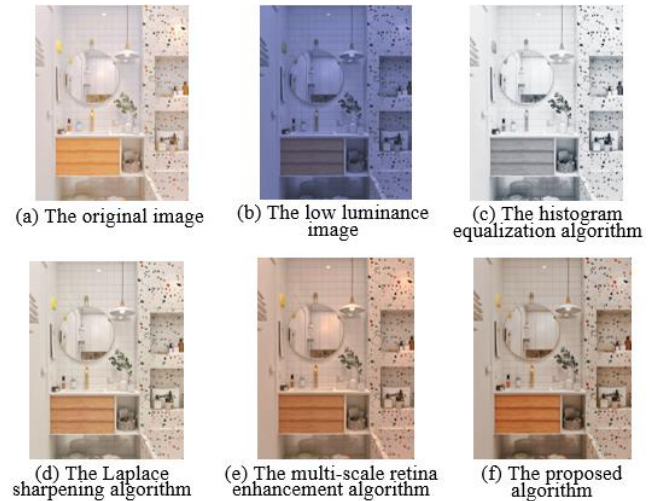 (a) The original image
(b) The low luminance
image
(c) The histogram
equalization algorithm
(d) The Laplace
sharpening algorithm
(e) The multi-scale retina
enhancement algorithm
(f) The proposed
algorithm